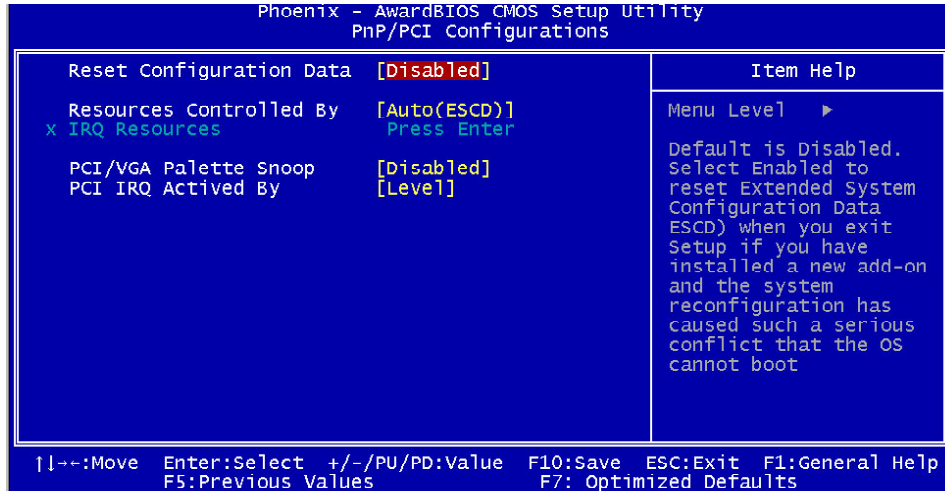 Phoenix - AwardBIOS CMOS Setup Utility
PnP/PCI Configurations
Reset Configuration Data [Disabled]
Resources Controlled By [Auto(ESCD)]
x IRQ Resources Press Enter
PCI/VGA Palette Snoop [Disabled]
PCI IRQ Actived By [Level]
Item Help
Menu Level ▶
Default is Disabled.
Select Enabled to
reset Extended System
Configuration Data
ESCD) when you exit
Setup if you have
installed a new add-on
and the system
reconfiguration has
caused such a serious
conflict that the OS
cannot boot
↑↓→←:Move Enter:Select +/-/PU/PD:Value F10:Save ESC:Exit F1:General Help
F5:Previous Values F7: Optimized Defaults